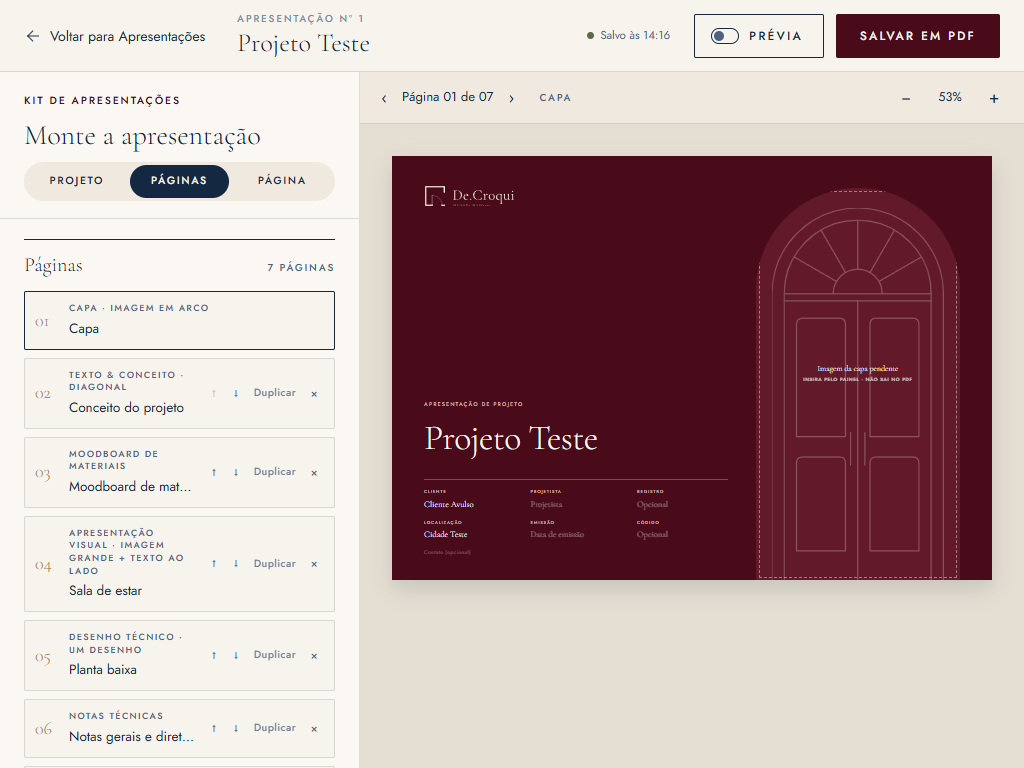 Voltar para Apresentações
APRESENTAÇÃO Nº 1
Projeto Teste
Salvo às 14:16
PRÉVIA
SALVAR EM PDF
KIT DE APRESENTAÇÕES
Monte a apresentação
PROJETO
PÁGINAS
PÁGINA
‹ Página 01 de 07 ›
CAPA
− 53% +
Páginas
7 PÁGINAS
01
CAPA · IMAGEM EM ARCO
Capa
02
TEXTO & CONCEITO ·
DIAGONAL
Conceito do projeto
↑ ↓ Duplicar ×
03
MOODBOARD DE
MATERIAIS
Moodboard de mat...
↑ ↓ Duplicar ×
04
APRESENTAÇÃO
VISUAL · IMAGEM
GRANDE + TEXTO AO
LADO
Sala de estar
↑ ↓ Duplicar ×
05
DESENHO TÉCNICO ·
UM DESENHO
Planta baixa
↑ ↓ Duplicar ×
06
NOTAS TÉCNICAS
Notas gerais e diret...
↑ ↓ Duplicar ×
De.Croqui
Imagem da capa pendente
INSIRA PELO PAINEL · NÃO SAI NO PDF
APRESENTAÇÃO DE PROJETO
Projeto Teste
CLIENTE
Cliente Avulso
PROJETISTA
Projetista
REGISTRO
Opcional
LOCALIZAÇÃO
Cidade Teste
EMISSÃO
Data de emissão
CÓDIGO
Opcional
Contato (opcional)